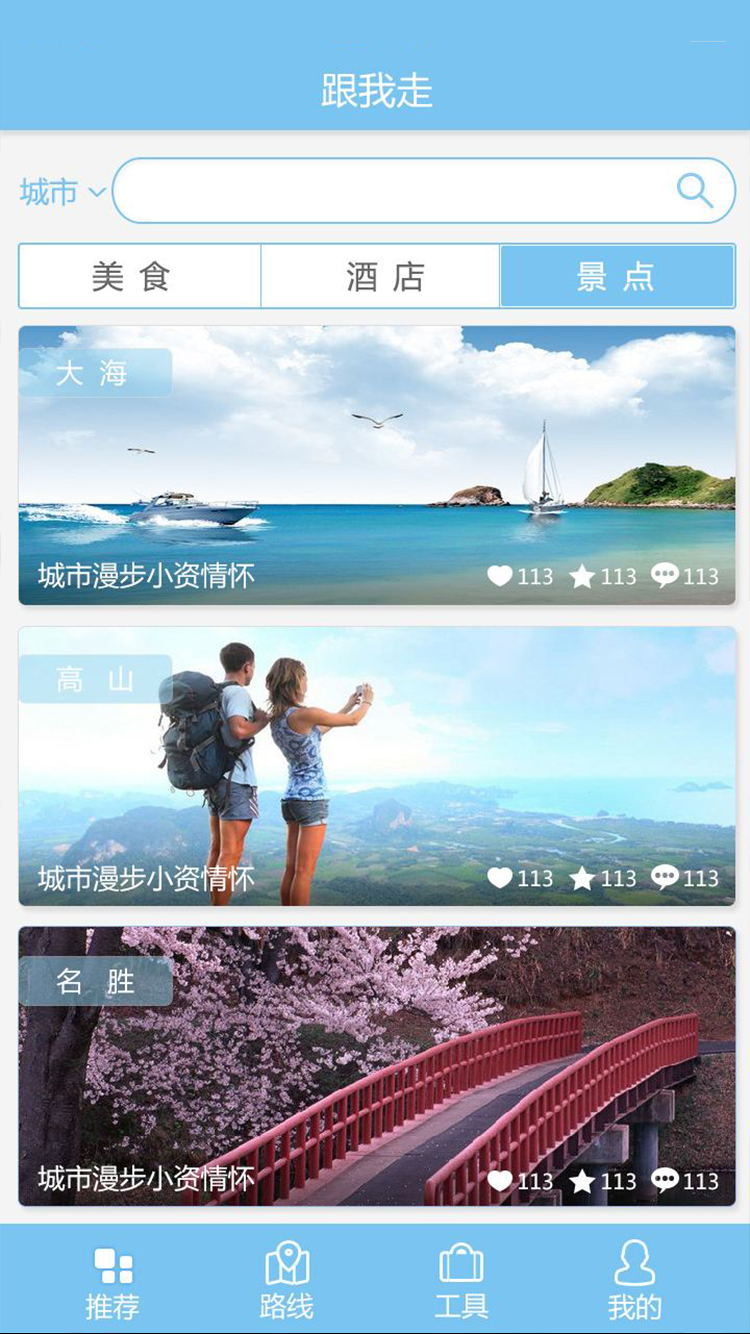 跟我走
城市
美食 酒店 景点
大海
城市漫步小资情怀 113 113 113
高山
城市漫步小资情怀 113 113 113
名胜
城市漫步小资情怀 113 113 113
推荐 路线 工具 我的